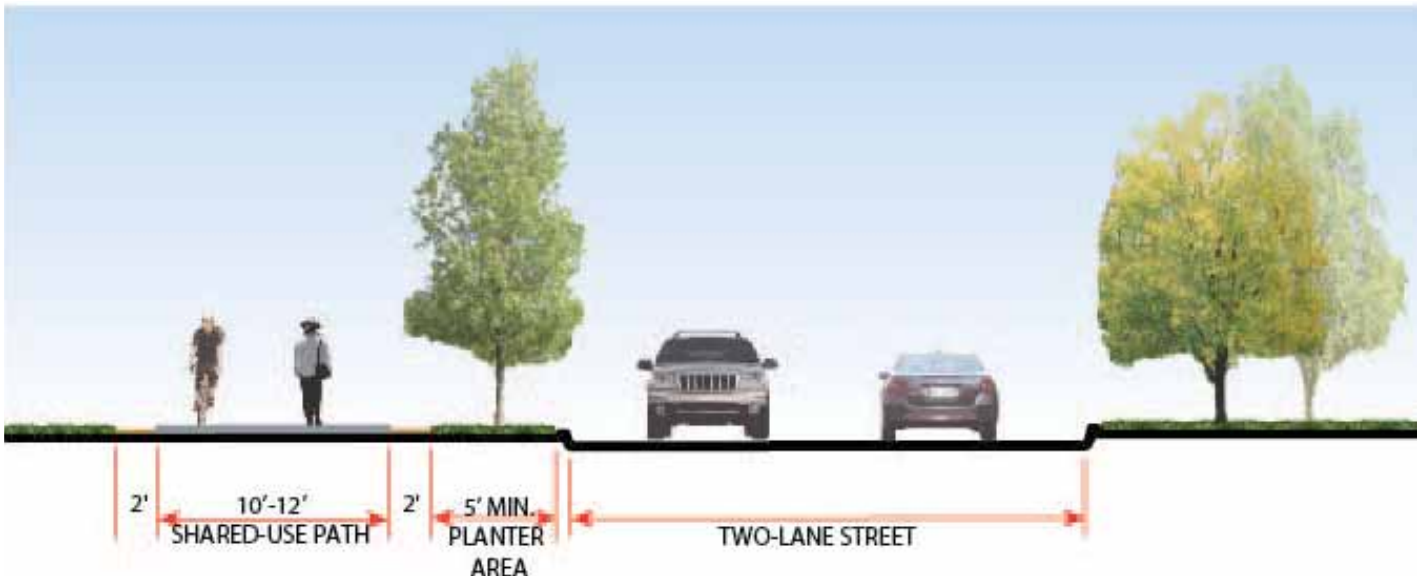 2'
10'-12'
SHARED-USE PATH
2'
5' MIN.
PLANTER
AREA
TWO-LANE STREET